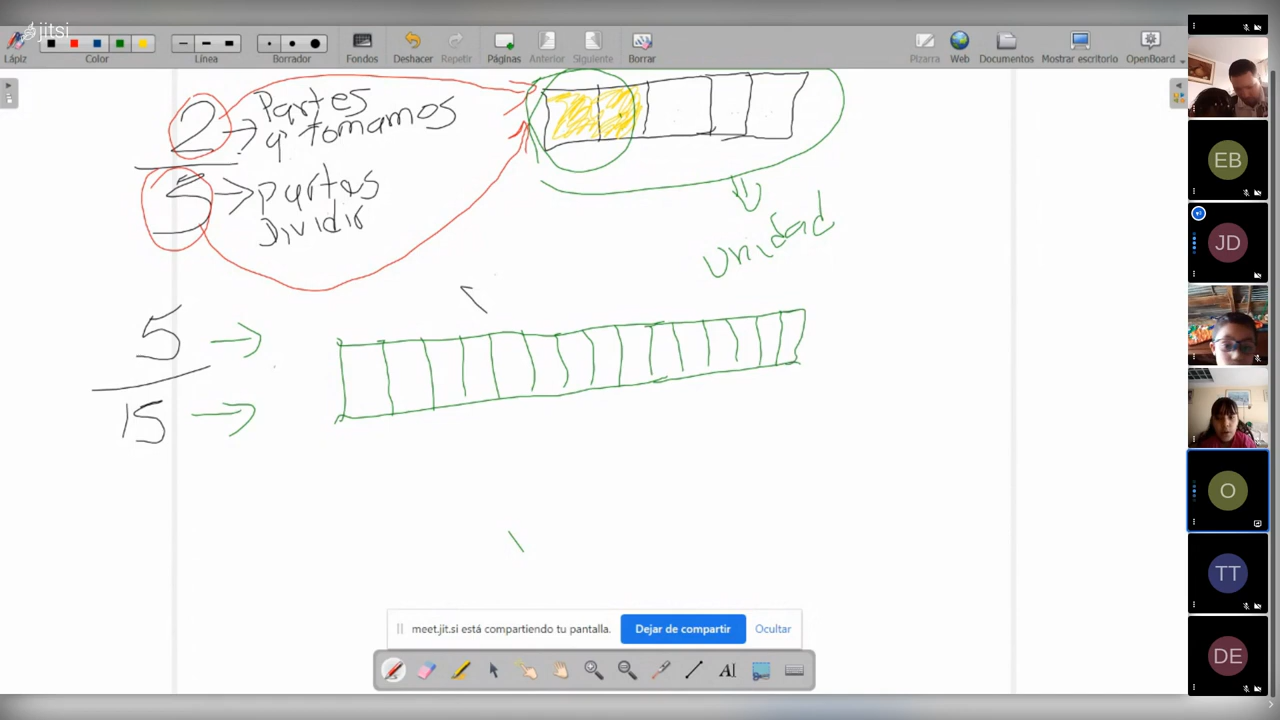 jitsi
Lápiz
Color
Línea
Borrador
Fondos
Deshacer
Repetir
Páginas
Anterior
Siguiente
Borrar
Pizarra
Web
Documentos
Mostrar escritorio
OpenBoard
2 → Partes
q' tomamos
5 → partes
Dividir
unidad
5 →
15 →
EB
JD
O
TT
DE
meet.jit.si está compartiendo tu pantalla.
Dejar de compartir
Ocultar
AI